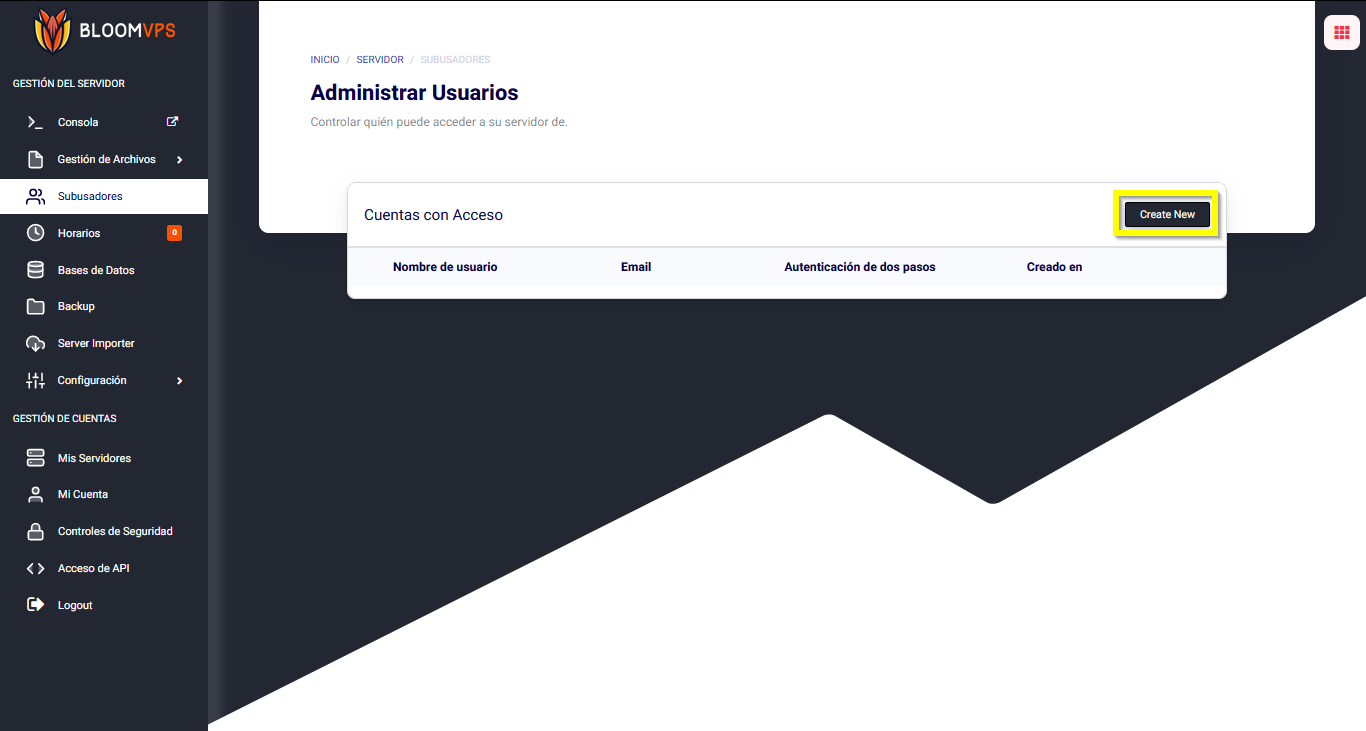 BLOOMVPS
GESTIÓN DEL SERVIDOR
Consola
Gestión de Archivos
Subusadores
Horarios
0
Bases de Datos
Backup
Server Importer
Configuración
GESTIÓN DE CUENTAS
Mis Servidores
Mi Cuenta
Controles de Seguridad
Acceso de API
Logout
INICIO / SERVIDOR / SUBUSADORES
Administrar Usuarios
Controlar quién puede acceder a su servidor de.
Cuentas con Acceso
Create New
Nombre de usuario Email Autenticación de dos pasos Creado en